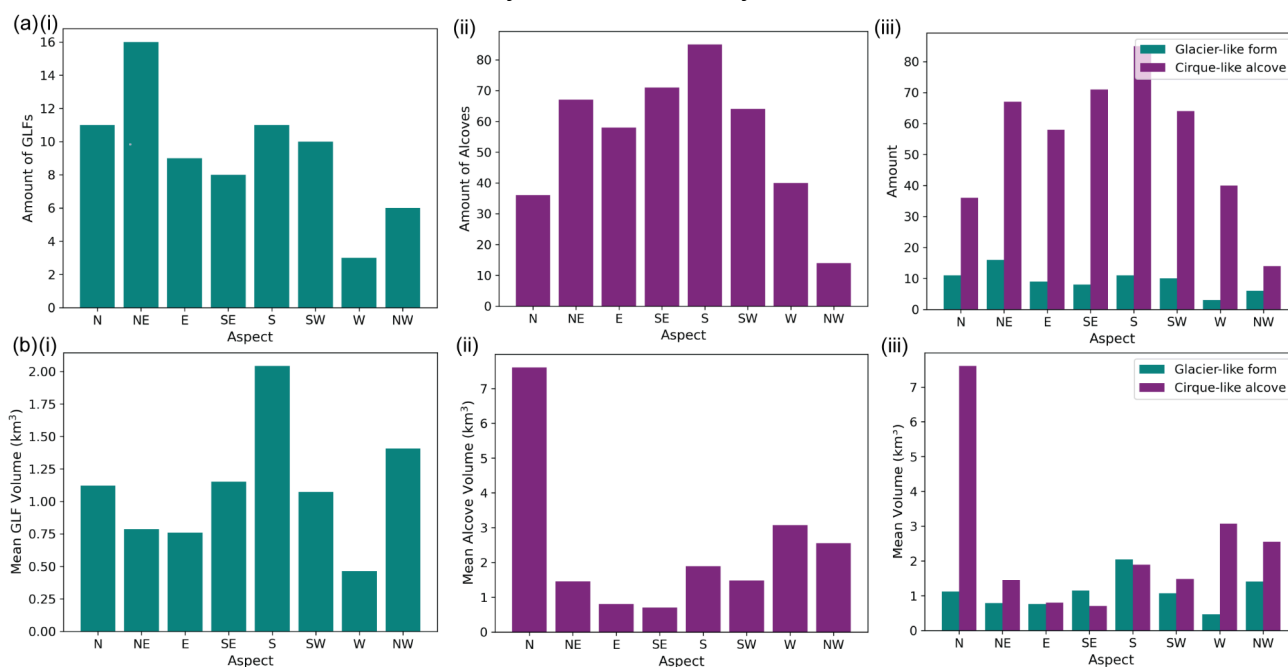 (a)(i)
16
14
12
10
8
6
4
2
0
Amount of GLFs
N NE E SE S SW W NW
Aspect
(ii)
80
70
60
50
40
30
20
10
0
Amount of Alcoves
N NE E SE S SW W NW
Aspect
(iii)
Glacier-like form
Cirque-like alcove
80
70
60
50
40
30
20
10
0
Amount
N NE E SE S SW W NW
Aspect
(b)(i)
2.00
1.75
1.50
1.25
1.00
0.75
0.50
0.25
0.00
Mean GLF Volume (km³)
N NE E SE S SW W NW
Aspect
(ii)
7
6
5
4
3
2
1
0
Mean Alcove Volume (km³)
N NE E SE S SW W NW
Aspect
(iii)
Glacier-like form
Cirque-like alcove
7
6
5
4
3
2
1
0
Mean Volume (km³)
N NE E SE S SW W NW
Aspect